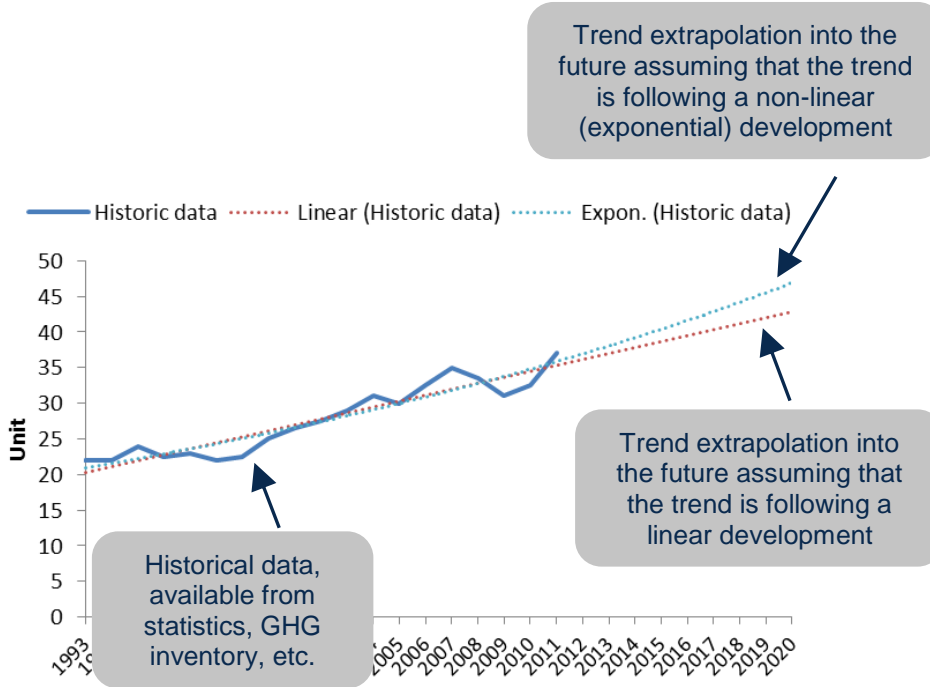 Trend extrapolation into the
future assuming that the trend
is following a non-linear
(exponential) development
Historic data
Linear (Historic data)
Expon. (Historic data)
50
45
40
35
30
25
20
15
10
5
0
Unit
Trend extrapolation into
the future assuming that
the trend is following a
linear development
Historical data,
available from
statistics, GHG
inventory, etc.
1993
2005
2006
2007
2008
2009
2010
2011
2012
2013
2014
2015
2016
2017
2018
2019
2020